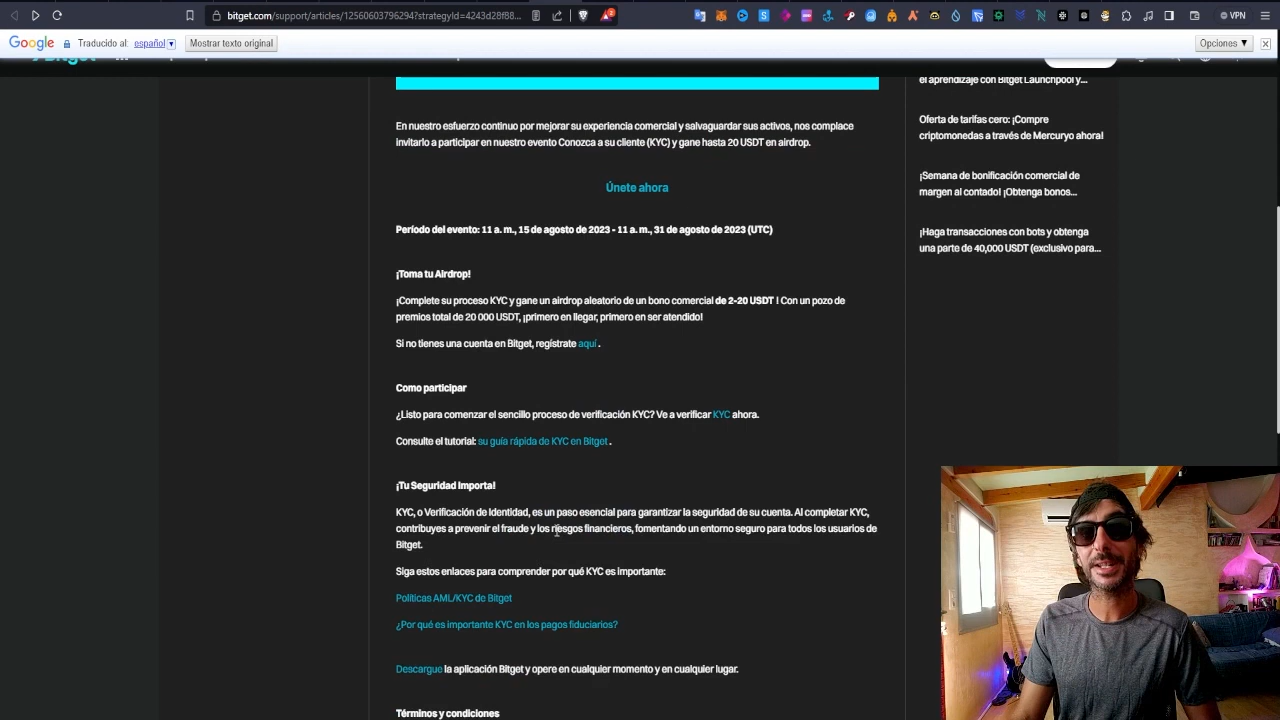 bitget.com/support/articles/12560603796294?strategyId=4243d28f88...
VPN
Google Traducido al: español Mostrar texto original Opciones ▼
el aprendizaje con Bitget Launchpool y...
En nuestro esfuerzo continuo por mejorar su experiencia comercial y salvaguardar sus activos, nos complace
invitarlo a participar en nuestro evento Conozca a su cliente (KYC) y gane hasta 20 USDT en airdrop.
Oferta de tarifas cero: ¡Compre
criptomonedas a través de Mercuryo ahora!
Únete ahora
¡Semana de bonificación comercial de
margen al contado! ¡Obtenga bonos...
Período del evento: 11 a. m., 15 de agosto de 2023 - 11 a. m., 31 de agosto de 2023 (UTC)
¡Haga transacciones con bots y obtenga
una parte de 40,000 USDT (exclusivo para...
¡Toma tu Airdrop!
¡Complete su proceso KYC y gane un airdrop aleatorio de un bono comercial de 2-20 USDT ! Con un pozo de
premios total de 20 000 USDT, ¡primero en llegar, primero en ser atendido!
Si no tienes una cuenta en Bitget, regístrate aquí .
Como participar
¿Listo para comenzar el sencillo proceso de verificación KYC? Ve a verificar KYC ahora.
Consulte el tutorial: su guía rápida de KYC en Bitget .
¡Tu Seguridad Importa!
KYC, o Verificación de Identidad, es un paso esencial para garantizar la seguridad de su cuenta. Al completar KYC,
contribuyes a prevenir el fraude y los riesgos financieros, fomentando un entorno seguro para todos los usuarios de
Bitget.
Siga estos enlaces para comprender por qué KYC es importante:
Políticas AML/KYC de Bitget
¿Por qué es importante KYC en los pagos fiduciarios?
Descargue la aplicación Bitget y opere en cualquier momento y en cualquier lugar.
Términos y condiciones